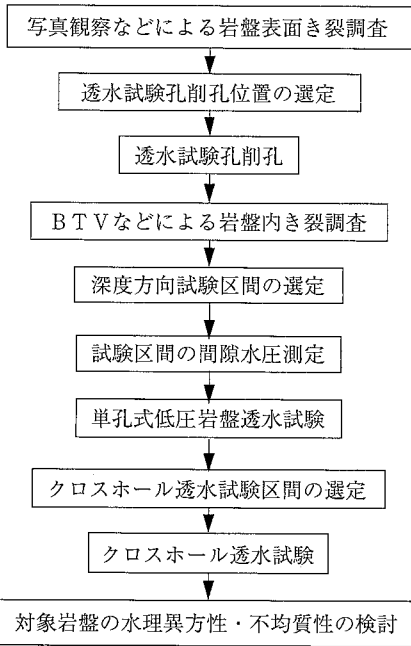 写真観察などによる岩盤表面き裂調査
透水試験孔削孔位置の選定
透水試験孔削孔
ＢＴＶなどによる岩盤内き裂調査
深度方向試験区間の選定
試験区間の間隙水圧測定
単孔式低圧岩盤透水試験
クロスホール透水試験区間の選定
クロスホール透水試験
対象岩盤の水理異方性・不均質性の検討